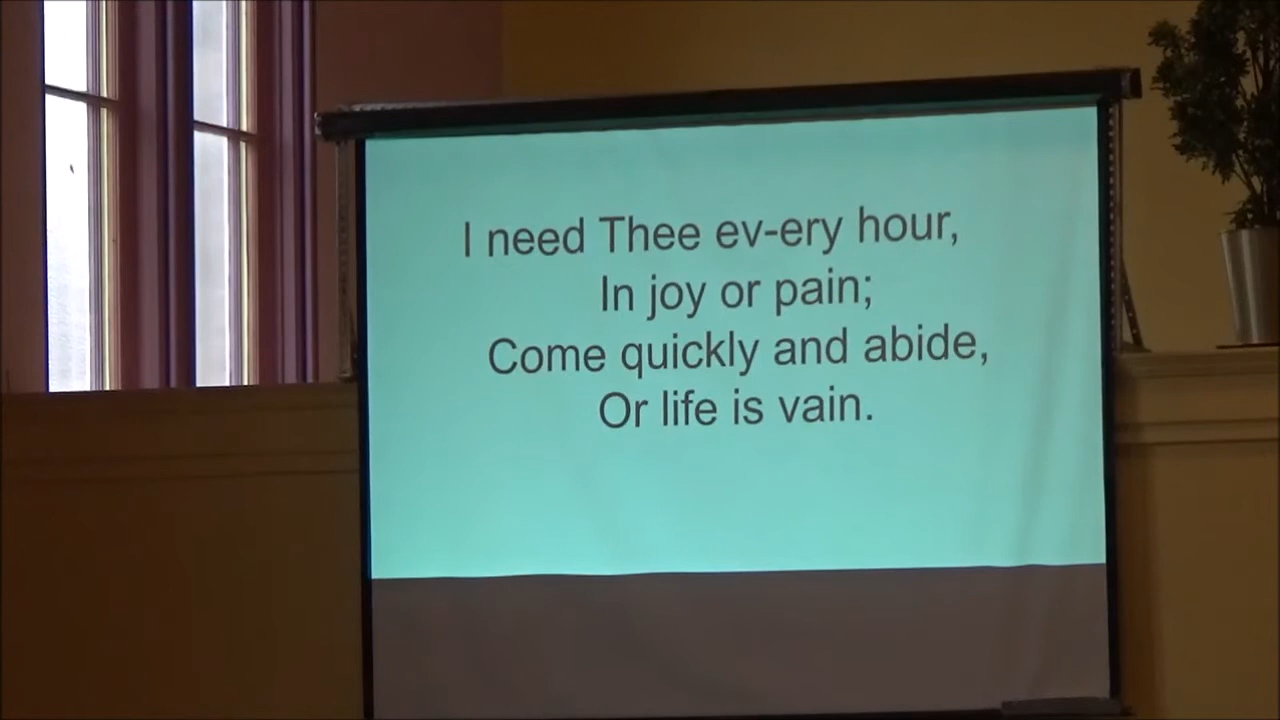 I need Thee ev-ery hour,
In joy or pain;
Come quickly and abide,
Or life is vain.